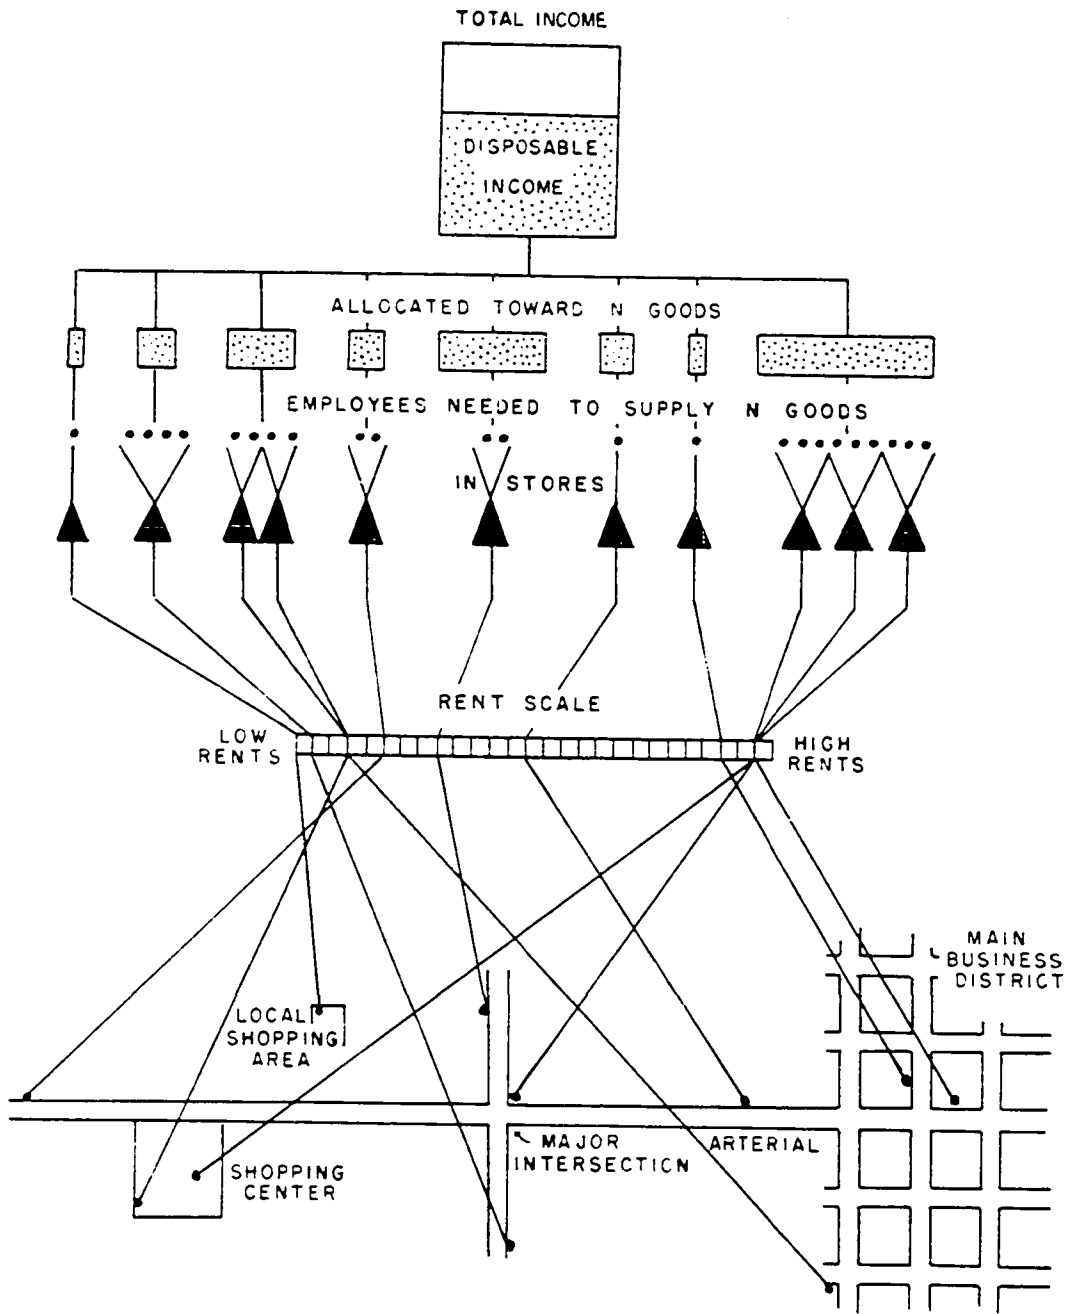 TOTAL INCOME
DISPOSABLE
INCOME
ALLOCATED TOWARD N GOODS
EMPLOYEES NEEDED TO SUPPLY N GOODS
IN STORES
RENT SCALE
LOW
RENTS
HIGH
RENTS
MAIN
BUSINESS
DISTRICT
LOCAL
SHOPPING
AREA
MAJOR
INTERSECTION
ARTERIAL
SHOPPING
CENTER